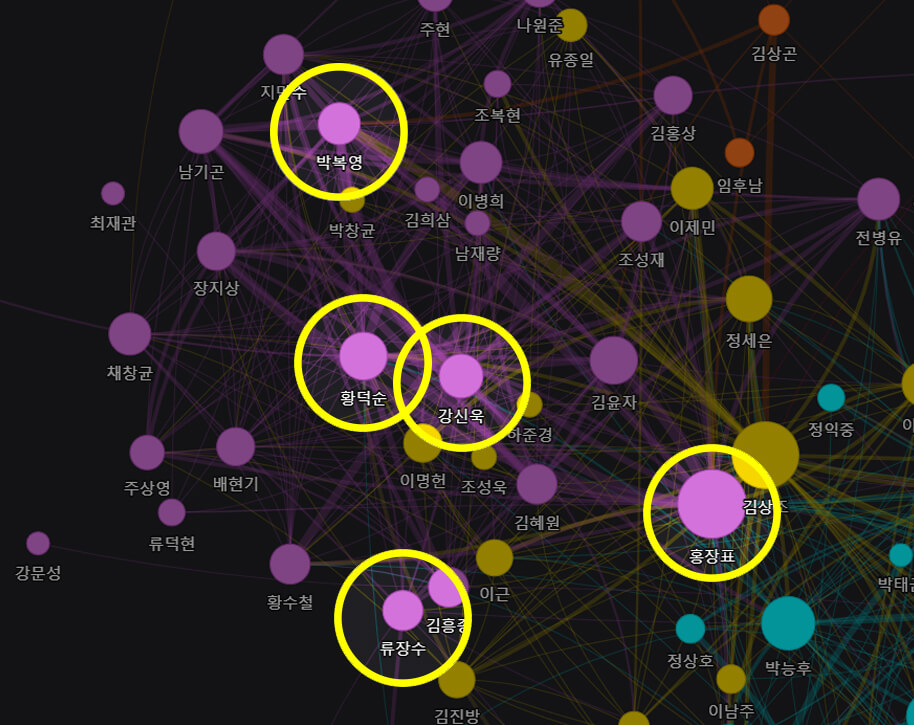 주현
나원준
유종일
김상곤
지민수
조복현
김홍상
박복영
남기곤
이병희
임후남
최재관
박창균
김희삼
이제민
전병유
남재량
조성재
장지상
정세은
채창균
황덕순
강신욱
김윤자
정익중
하준경
이명헌
조성욱
주상영
배현기
김혜원
김상조
류덕현
홍장표
강문성
황수철
이근
김흥종
류장수
정상호
박능후
이남주
김진방